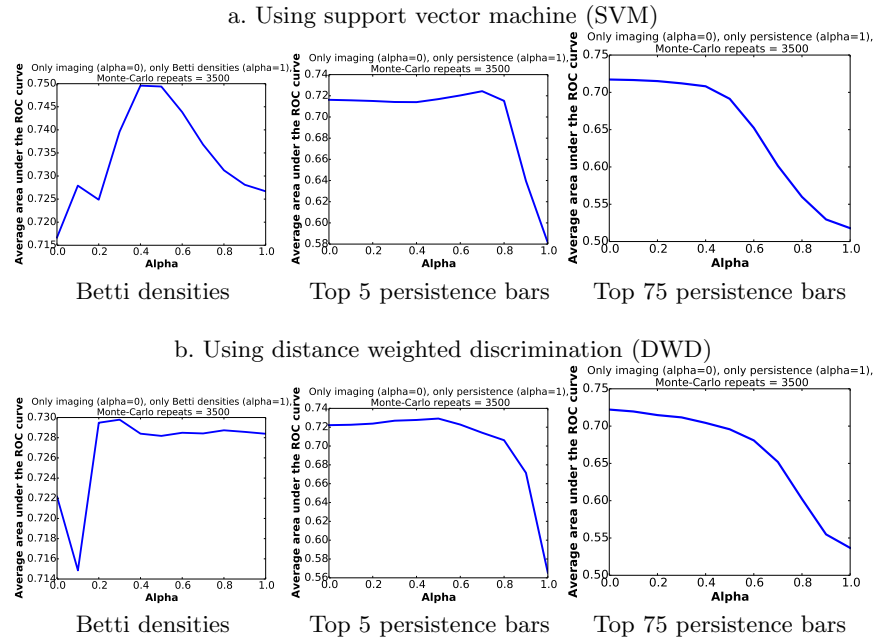 a. Using support vector machine (SVM)
Only imaging (alpha=0), only Betti densities (alpha=1),
Monte-Carlo repeats = 3500
Average area under the ROC curve
0.750
0.745
0.740
0.735
0.730
0.725
0.720
0.715
0.0 0.2 0.4 0.6 0.8 1.0
Alpha
Betti densities
Only imaging (alpha=0), only persistence (alpha=1),
Monte-Carlo repeats = 3500
Average area under the ROC curve
0.74
0.72
0.70
0.68
0.66
0.64
0.62
0.60
0.58
0.0 0.2 0.4 0.6 0.8 1.0
Alpha
Top 5 persistence bars
Only imaging (alpha=0), only persistence (alpha=1),
Monte-Carlo repeats = 3500
Average area under the ROC curve
0.75
0.70
0.65
0.60
0.55
0.50
0.0 0.2 0.4 0.6 0.8 1.0
Alpha
Top 75 persistence bars
b. Using distance weighted discrimination (DWD)
Only imaging (alpha=0), only Betti densities (alpha=1),
Monte-Carlo repeats = 3500
Average area under the ROC curve
0.730
0.728
0.726
0.724
0.722
0.720
0.718
0.716
0.714
0.0 0.2 0.4 0.6 0.8 1.0
Alpha
Betti densities
Only imaging (alpha=0), only persistence (alpha=1),
Monte-Carlo repeats = 3500
Average area under the ROC curve
0.74
0.72
0.70
0.68
0.66
0.64
0.62
0.60
0.58
0.56
0.0 0.2 0.4 0.6 0.8 1.0
Alpha
Top 5 persistence bars
Only imaging (alpha=0), only persistence (alpha=1),
Monte-Carlo repeats = 3500
Average area under the ROC curve
0.75
0.70
0.65
0.60
0.55
0.50
0.0 0.2 0.4 0.6 0.8 1.0
Alpha
Top 75 persistence bars